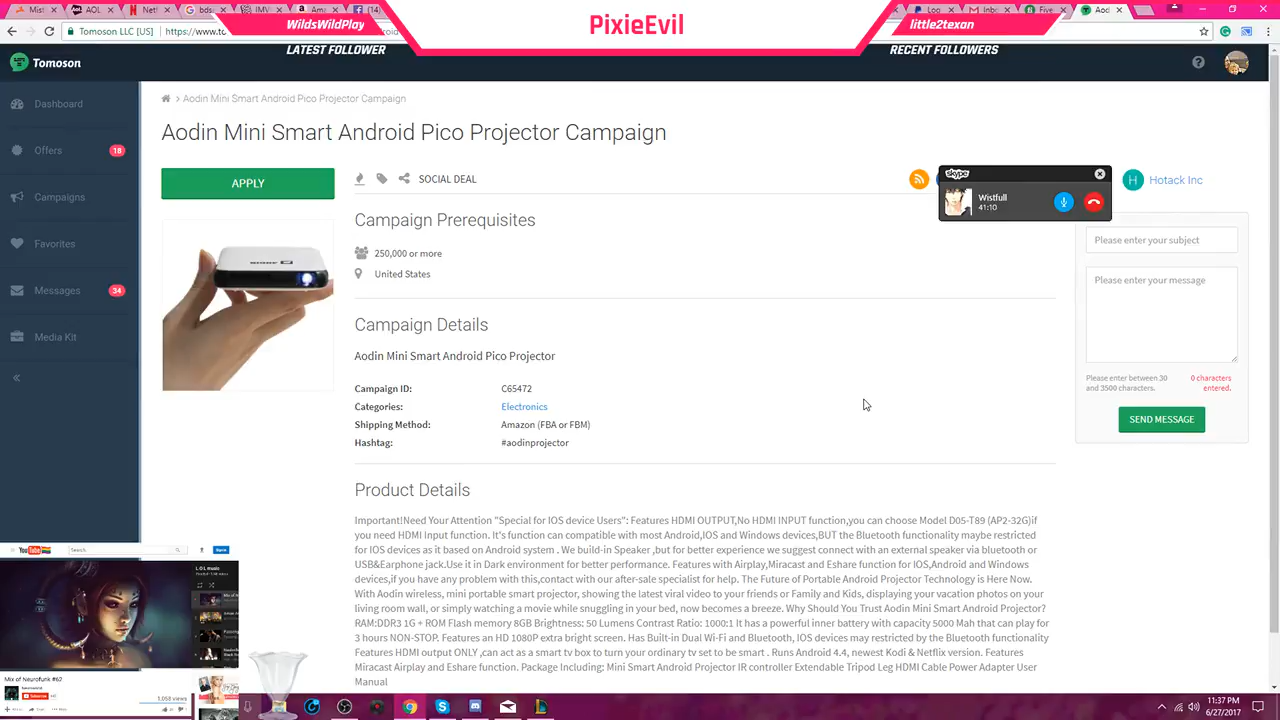 WildsWildPlay
PixieEvil
little2texan
Mist
AOL
AOL
(14)
Aod
Tomoson LLC [US]
https://www.to
LATEST FOLLOWER
RECENT FOLLOWERS
Tomoson
Dashboard
Offers
18
Campaigns
Favorites
Messages
34
Media Kit
Aodin Mini Smart Android Pico Projector Campaign
Aodin Mini Smart Android Pico Projector Campaign
APPLY
SOCIAL DEAL
skype
Wistfull
41:10
H Hotack Inc
Campaign Prerequisites
250,000 or more
United States
Campaign Details
Aodin Mini Smart Android Pico Projector
Campaign ID: C65472
Categories: Electronics
Shipping Method: Amazon (FBA or FBM)
Hashtag: #aodinprojector
Please enter your subject
Please enter your message
Please enter between 30
and 3500 characters.
0 characters
entered.
SEND MESSAGE
Product Details
Important!Need Your Attention "Special for IOS device Users": Features HDMI OUTPUT,No HDMI INPUT function,you can choose Model D05-T89 (AP2-32G)if
you need HDMI Input function. It's function can compatible with most Android,IOS and Windows devices,BUT the Bluetooth functionality maybe restricted
for IOS devices as it based on Android system . We build-in Speaker,but for better experience we suggest connect with an external speaker via bluetooth or
USB&Earphone jack.Use it in Dark environment for better performance. Features with Airplay,Miracast and Eshare function for IOS,Android and Windows
devices,if you have any problem with this,contact with our after-sale specialist for help. The Future of Portable Android Projector Technology is Here Now.
With Aodin wireless, mini portable smart projector, showing the latest viral video to your friends or Family and Kids, displaying your vacation photos on your
living room wall, or simply watching a movie while snuggling in your bed, now becomes a breeze. Why Should You Trust Aodin Mini Smart Android Projector?
RAM:DDR3 1G + ROM Flash memory 8GB Brightness: 50 Lumens Contrast Ratio: 1000:1 It has a powerful inner battery with capacity 5000 Mah that can play for
3 hours NON-STOP. Features an HD 1080P extra bright screen. Has Built-in Dual Wi-Fi and Bluetooth, IOS devices may restricted by the Bluetooth functionality
Features HDMI output ONLY ,can act as a smart tv box to turn your ordinary tv set to be smart . Runs Android 4.4, newest Kodi & Netflix version. Features
Miracast Airplay and Eshare function. Package Including: Mini Smart Android Projector IR controller Extendable Tripod Leg HDMI Cable Power Adapter User
Manual
YouTube
Search
LOL music
Mix of Neurofunk #62
1,058 views
11:37 PM
6/27/2017